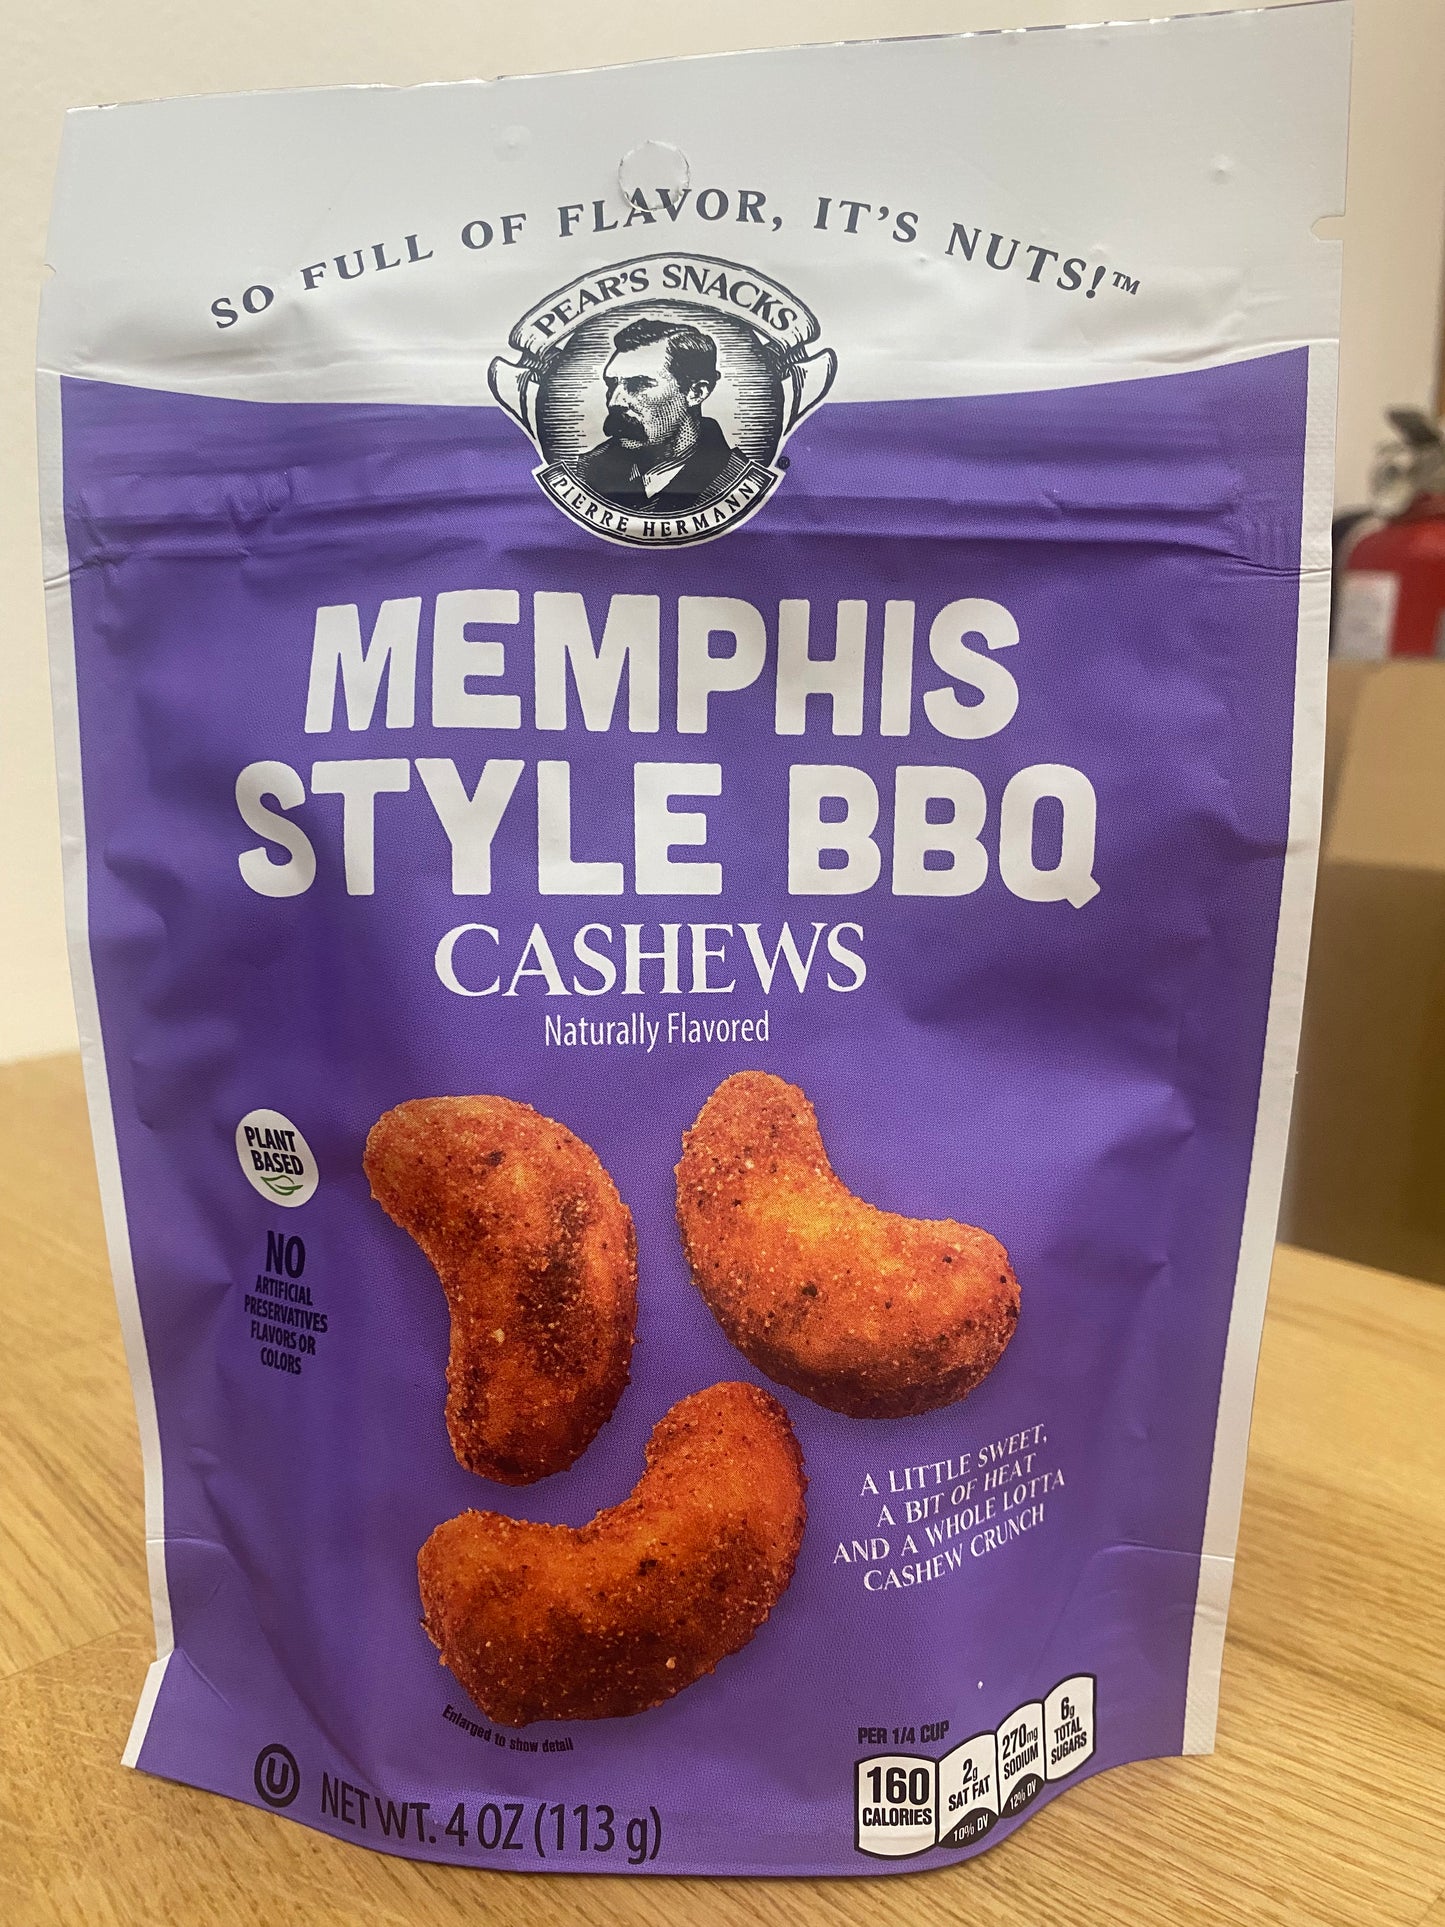 SO FULL OF FLAVOR, IT'S NUTS!™
PEAR'S SNACKS
PIERRE HERMANN
®
MEMPHIS
STYLE BBQ
CASHEWS
Naturally Flavored
PLANT
BASED
NO
ARTIFICIAL
PRESERVATIVES
FLAVORS OR
COLORS
A LITTLE SWEET,
A BIT OF HEAT
AND A WHOLE LOTTA
CASHEW CRUNCH
Enlarged to show detail
U
NET WT. 4 OZ (113 g)
PER 1/4 CUP
160
CALORIES
2g
SAT FAT
10% DV
270mg
SODIUM
12% DV
6g
TOTAL
SUGARS